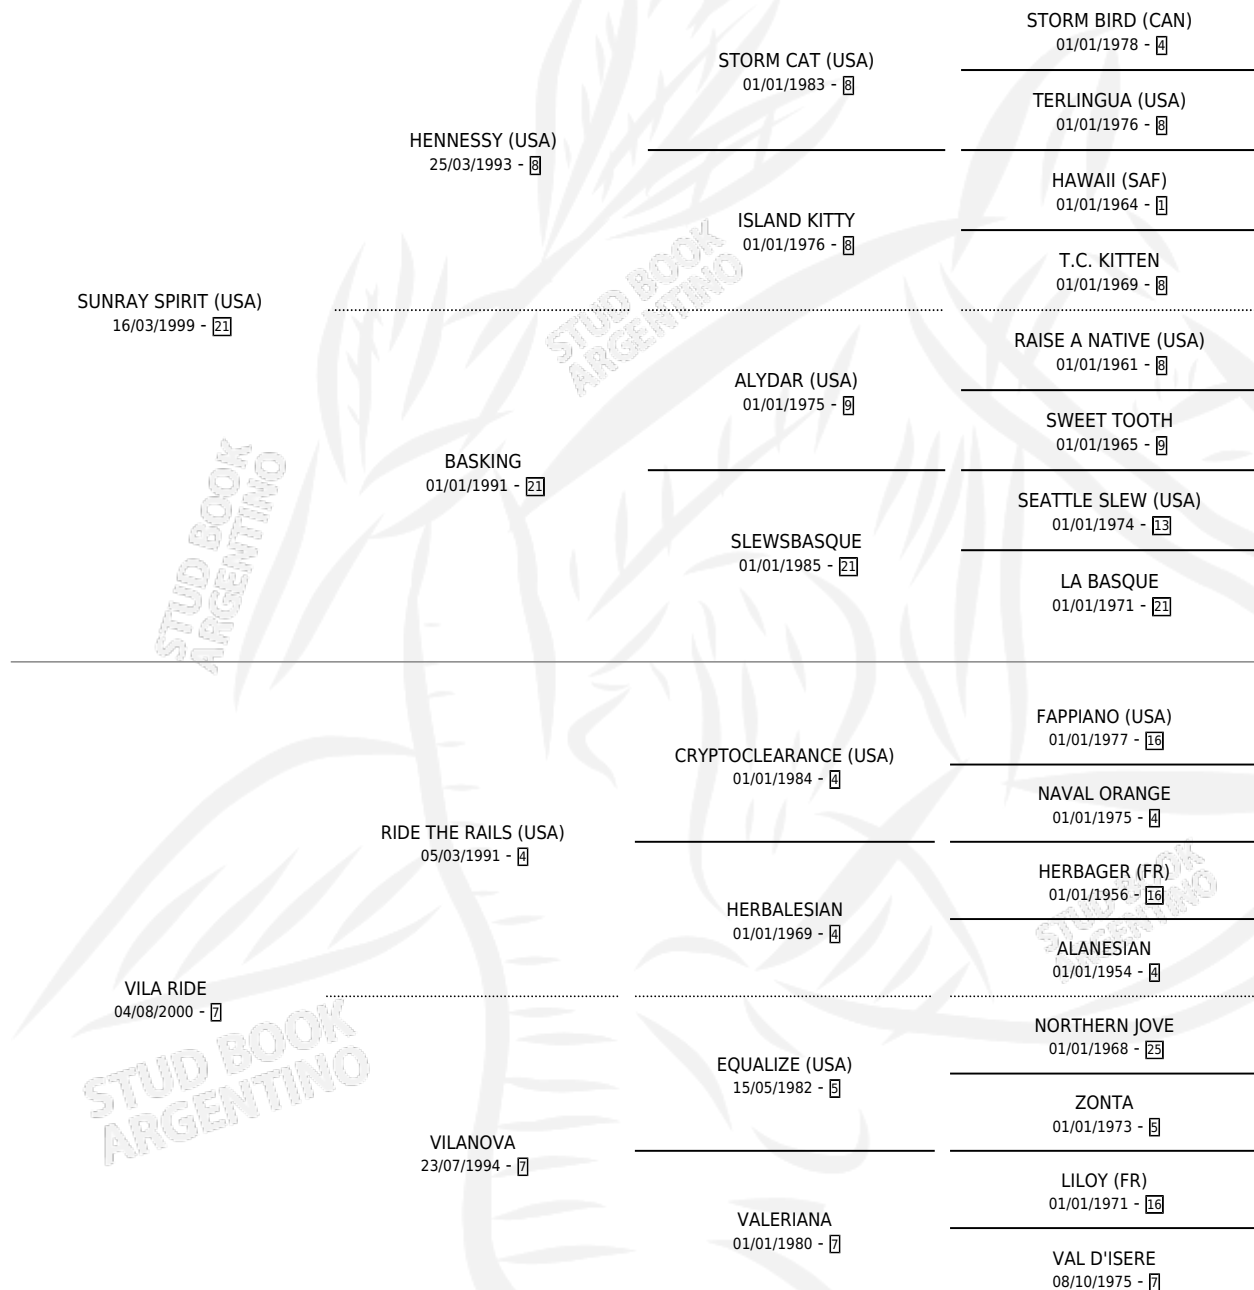 STORM BIRD (CAN)
01/01/1978 - 4
STORM CAT (USA)
01/01/1983 - 8
TERLINGUA (USA)
01/01/1976 - 8
HENNESSY (USA)
25/03/1993 - 8
HAWAII (SAF)
01/01/1964 - 1
ISLAND KITTY
01/01/1976 - 8
T.C. KITTEN
01/01/1969 - 8
SUNRAY SPIRIT (USA)
16/03/1999 - 21
STUD BOOK
ARGENTINO
RAISE A NATIVE (USA)
01/01/1961 - 8
ALYDAR (USA)
01/01/1975 - 9
SWEET TOOTH
01/01/1965 - 9
BASKING
01/01/1991 - 21
SEATTLE SLEW (USA)
01/01/1974 - 13
SLEWSBASQUE
01/01/1985 - 21
LA BASQUE
01/01/1971 - 21
STUD BOOK
ARGENTINO
FAPPIANO (USA)
01/01/1977 - 16
CRYPTOCLEARANCE (USA)
01/01/1984 - 4
NAVAL ORANGE
01/01/1975 - 4
RIDE THE RAILS (USA)
05/03/1991 - 4
HERBAGER (FR)
01/01/1956 - 16
HERBALESIAN
01/01/1969 - 4
STUD BOOK
ARGENTINO
ALANESIAN
01/01/1954 - 4
VILA RIDE
04/08/2000 - 7
STUD BOOK
ARGENTINO
NORTHERN JOVE
01/01/1968 - 25
EQUALIZE (USA)
15/05/1982 - 5
ZONTA
01/01/1973 - 5
VILANOVA
23/07/1994 - 7
LILOY (FR)
01/01/1971 - 16
VALERIANA
01/01/1980 - 7
VAL D'ISERE
08/10/1975 - 7